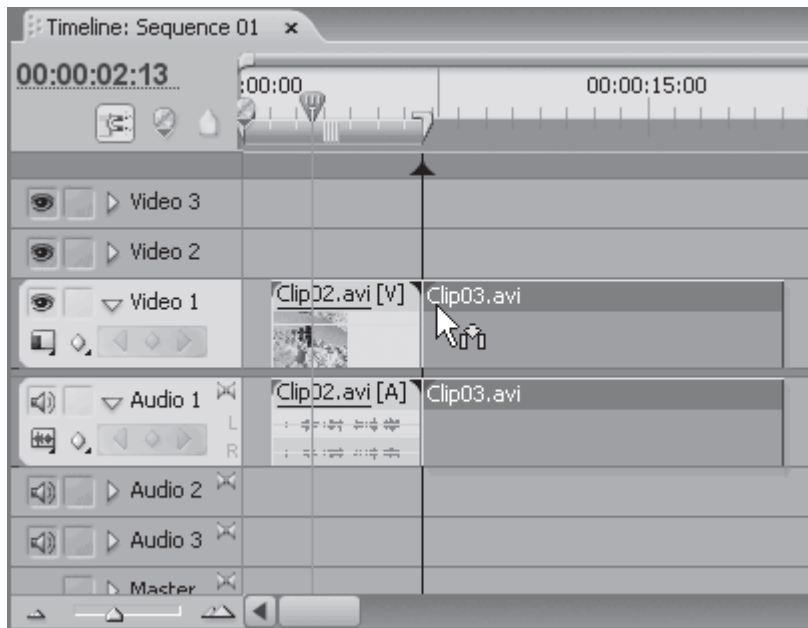 Timeline: Sequence 01 x
00:00:02:13
:00:00
00:00:15:00
Video 3
Video 2
Video 1
Clip02.avi [V]
Clip03.avi
Audio 1
L
R
Clip02.avi [A]
Clip03.avi
Audio 2
Audio 3
Master